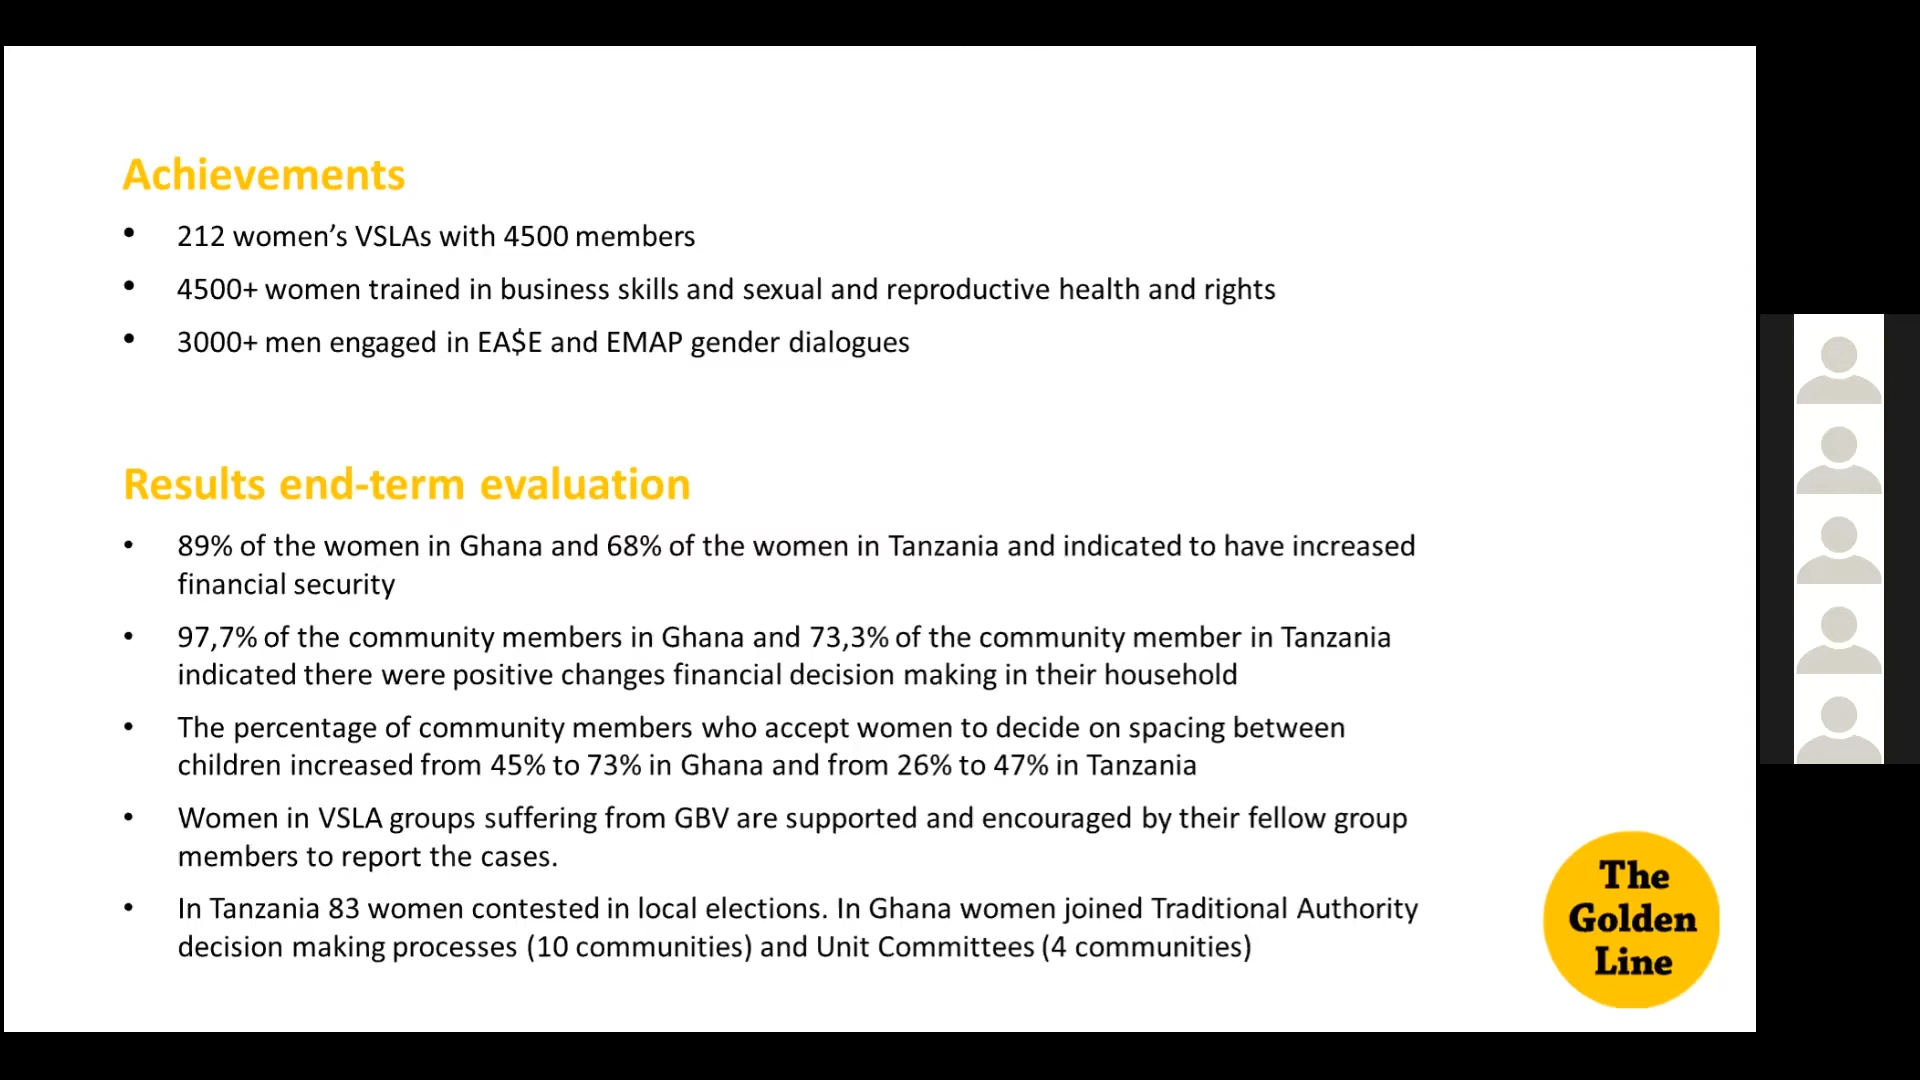 Achievements
• 212 women’s VSLAs with 4500 members
• 4500+ women trained in business skills and sexual and reproductive health and rights
• 3000+ men engaged in EA$E and EMAP gender dialogues
Results end-term evaluation
• 89% of the women in Ghana and 68% of the women in Tanzania and indicated to have increased
financial security
• 97,7% of the community members in Ghana and 73,3% of the community member in Tanzania
indicated there were positive changes financial decision making in their household
• The percentage of community members who accept women to decide on spacing between
children increased from 45% to 73% in Ghana and from 26% to 47% in Tanzania
• Women in VSLA groups suffering from GBV are supported and encouraged by their fellow group
members to report the cases.
• In Tanzania 83 women contested in local elections. In Ghana women joined Traditional Authority
decision making processes (10 communities) and Unit Committees (4 communities)
The
Golden
Line